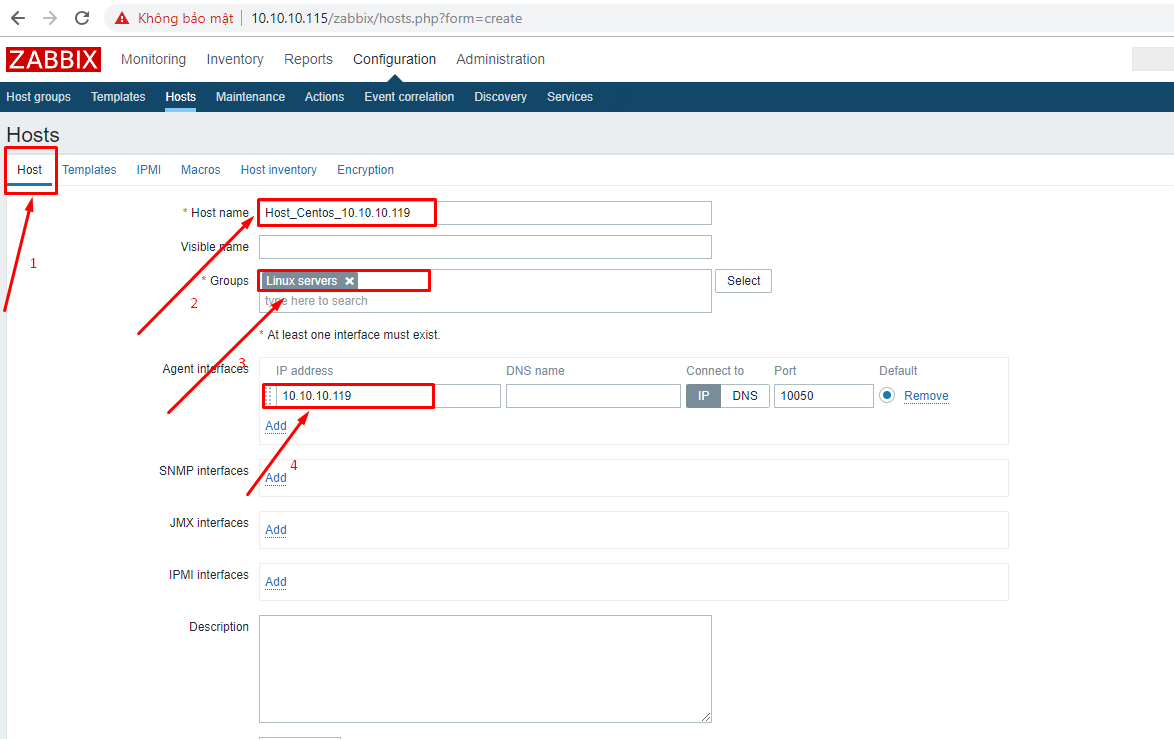 Không bảo mật 10.10.10.115/zabbix/hosts.php?form=create
ZABBIX Monitoring Inventory Reports Configuration Administration
Host groups Templates Hosts Maintenance Actions Event correlation Discovery Services
Hosts
Host Templates IPMI Macros Host inventory Encryption
* Host name Host_Centos_10.10.10.119
1
Visible name
* Groups Linux servers Select
type here to search
2
* At least one interface must exist.
3
Agent interfaces IP address DNS name Connect to Port Default
10.10.10.119 IP DNS 10050 Remove
Add
4
SNMP interfaces Add
JMX interfaces Add
IPMI interfaces Add
Description